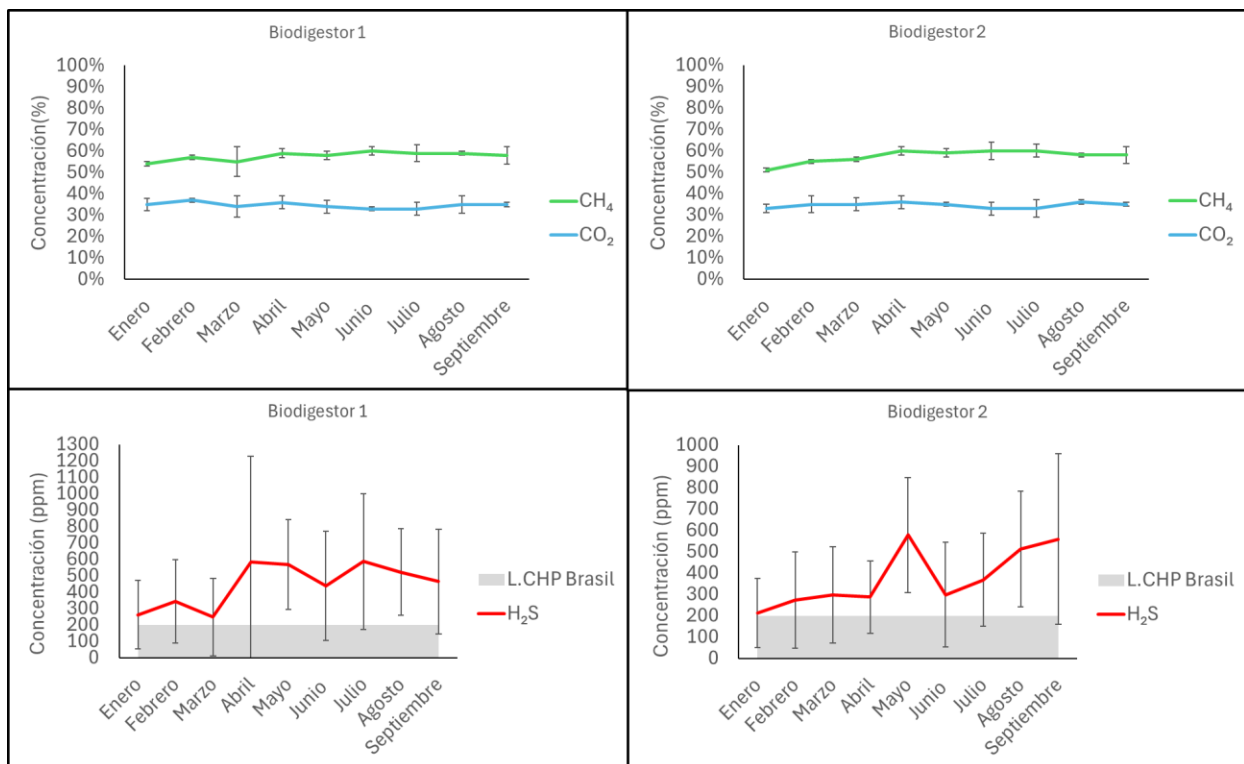 Biodigestor 1
Concentración(%)
100%
90%
80%
70%
60%
50%
40%
30%
20%
10%
0%
Enero
Febrero
Marzo
Abril
Mayo
Junio
Julio
Agosto
Septiembre
CH₄
CO₂
Biodigestor 2
Concentración(%)
100%
90%
80%
70%
60%
50%
40%
30%
20%
10%
0%
Enero
Febrero
Marzo
Abril
Mayo
Junio
Julio
Agosto
Septiembre
CH₄
CO₂
Biodigestor 1
Concentración (ppm)
1300
1200
1100
1000
900
800
700
600
500
400
300
200
100
0
Enero
Febrero
Marzo
Abril
Mayo
Junio
Julio
Agosto
Septiembre
L.CHP Brasil
H₂S
Biodigestor 2
Concentración (ppm)
1000
900
800
700
600
500
400
300
200
100
0
Enero
Febrero
Marzo
Abril
Mayo
Junio
Julio
Agosto
Septiembre
L.CHP Brasil
H₂S